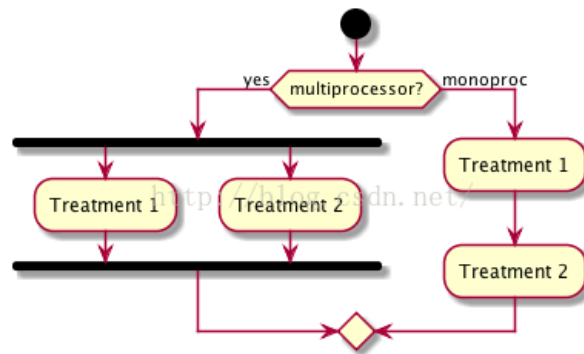 multiprocessor?
yes
monoproc
Treatment 1
Treatment 2
Treatment 1
Treatment 2
http://blog.csdn.net/